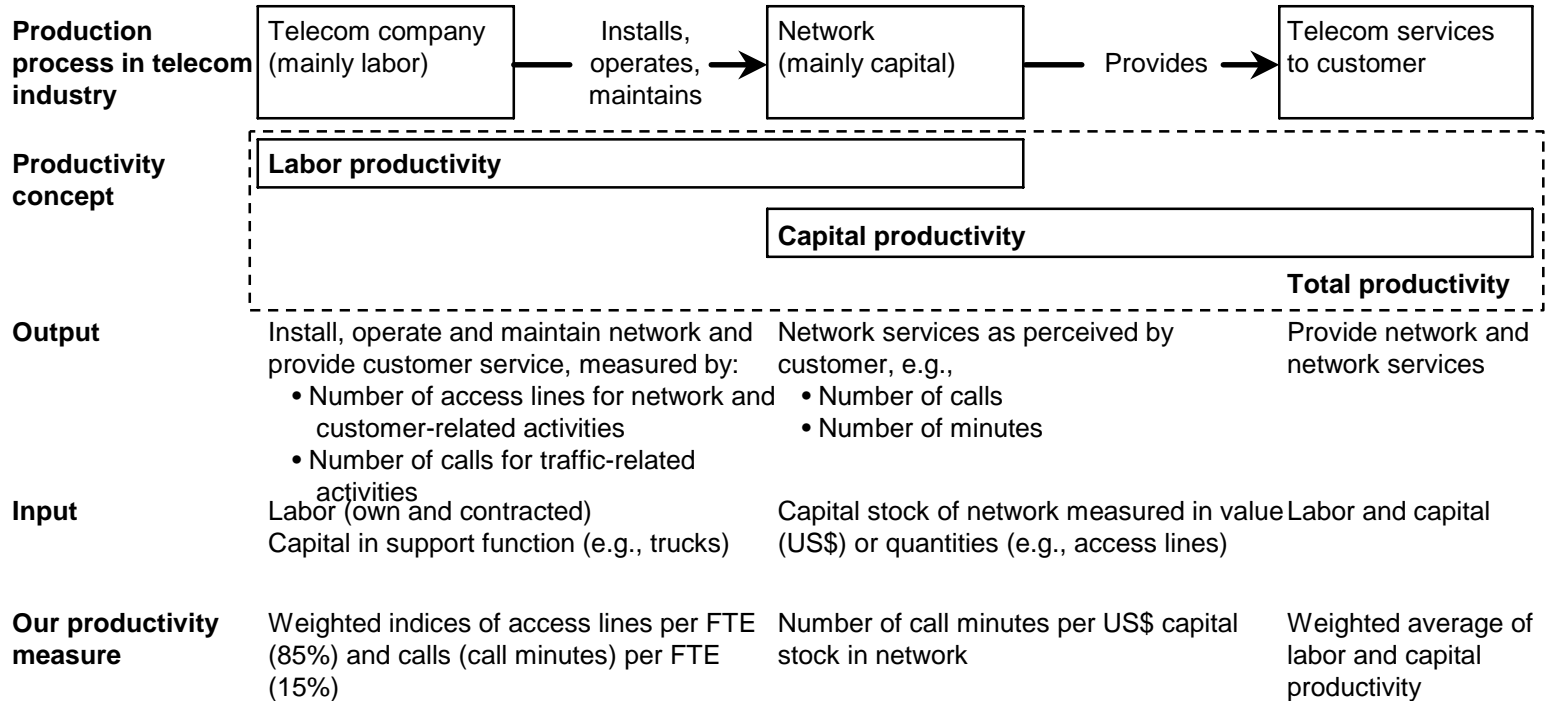 Production
process in telecom
industry
Telecom company
(mainly labor)
Installs,
operates,
maintains
Network
(mainly capital)
Provides
Telecom services
to customer
Productivity
concept
Labor productivity
Capital productivity
Total productivity
Output
Install, operate and maintain network and
provide customer service, measured by:
• Number of access lines for network and
customer-related activities
• Number of calls for traffic-related
activities
Network services as perceived by
customer, e.g.,
• Number of calls
• Number of minutes
Provide network and
network services
Input
Labor (own and contracted)
Capital in support function (e.g., trucks)
Capital stock of network measured in value
(US$) or quantities (e.g., access lines)
Labor and capital
Our productivity
measure
Weighted indices of access lines per FTE
(85%) and calls (call minutes) per FTE
(15%)
Number of call minutes per US$ capital
stock in network
Weighted average of
labor and capital
productivity